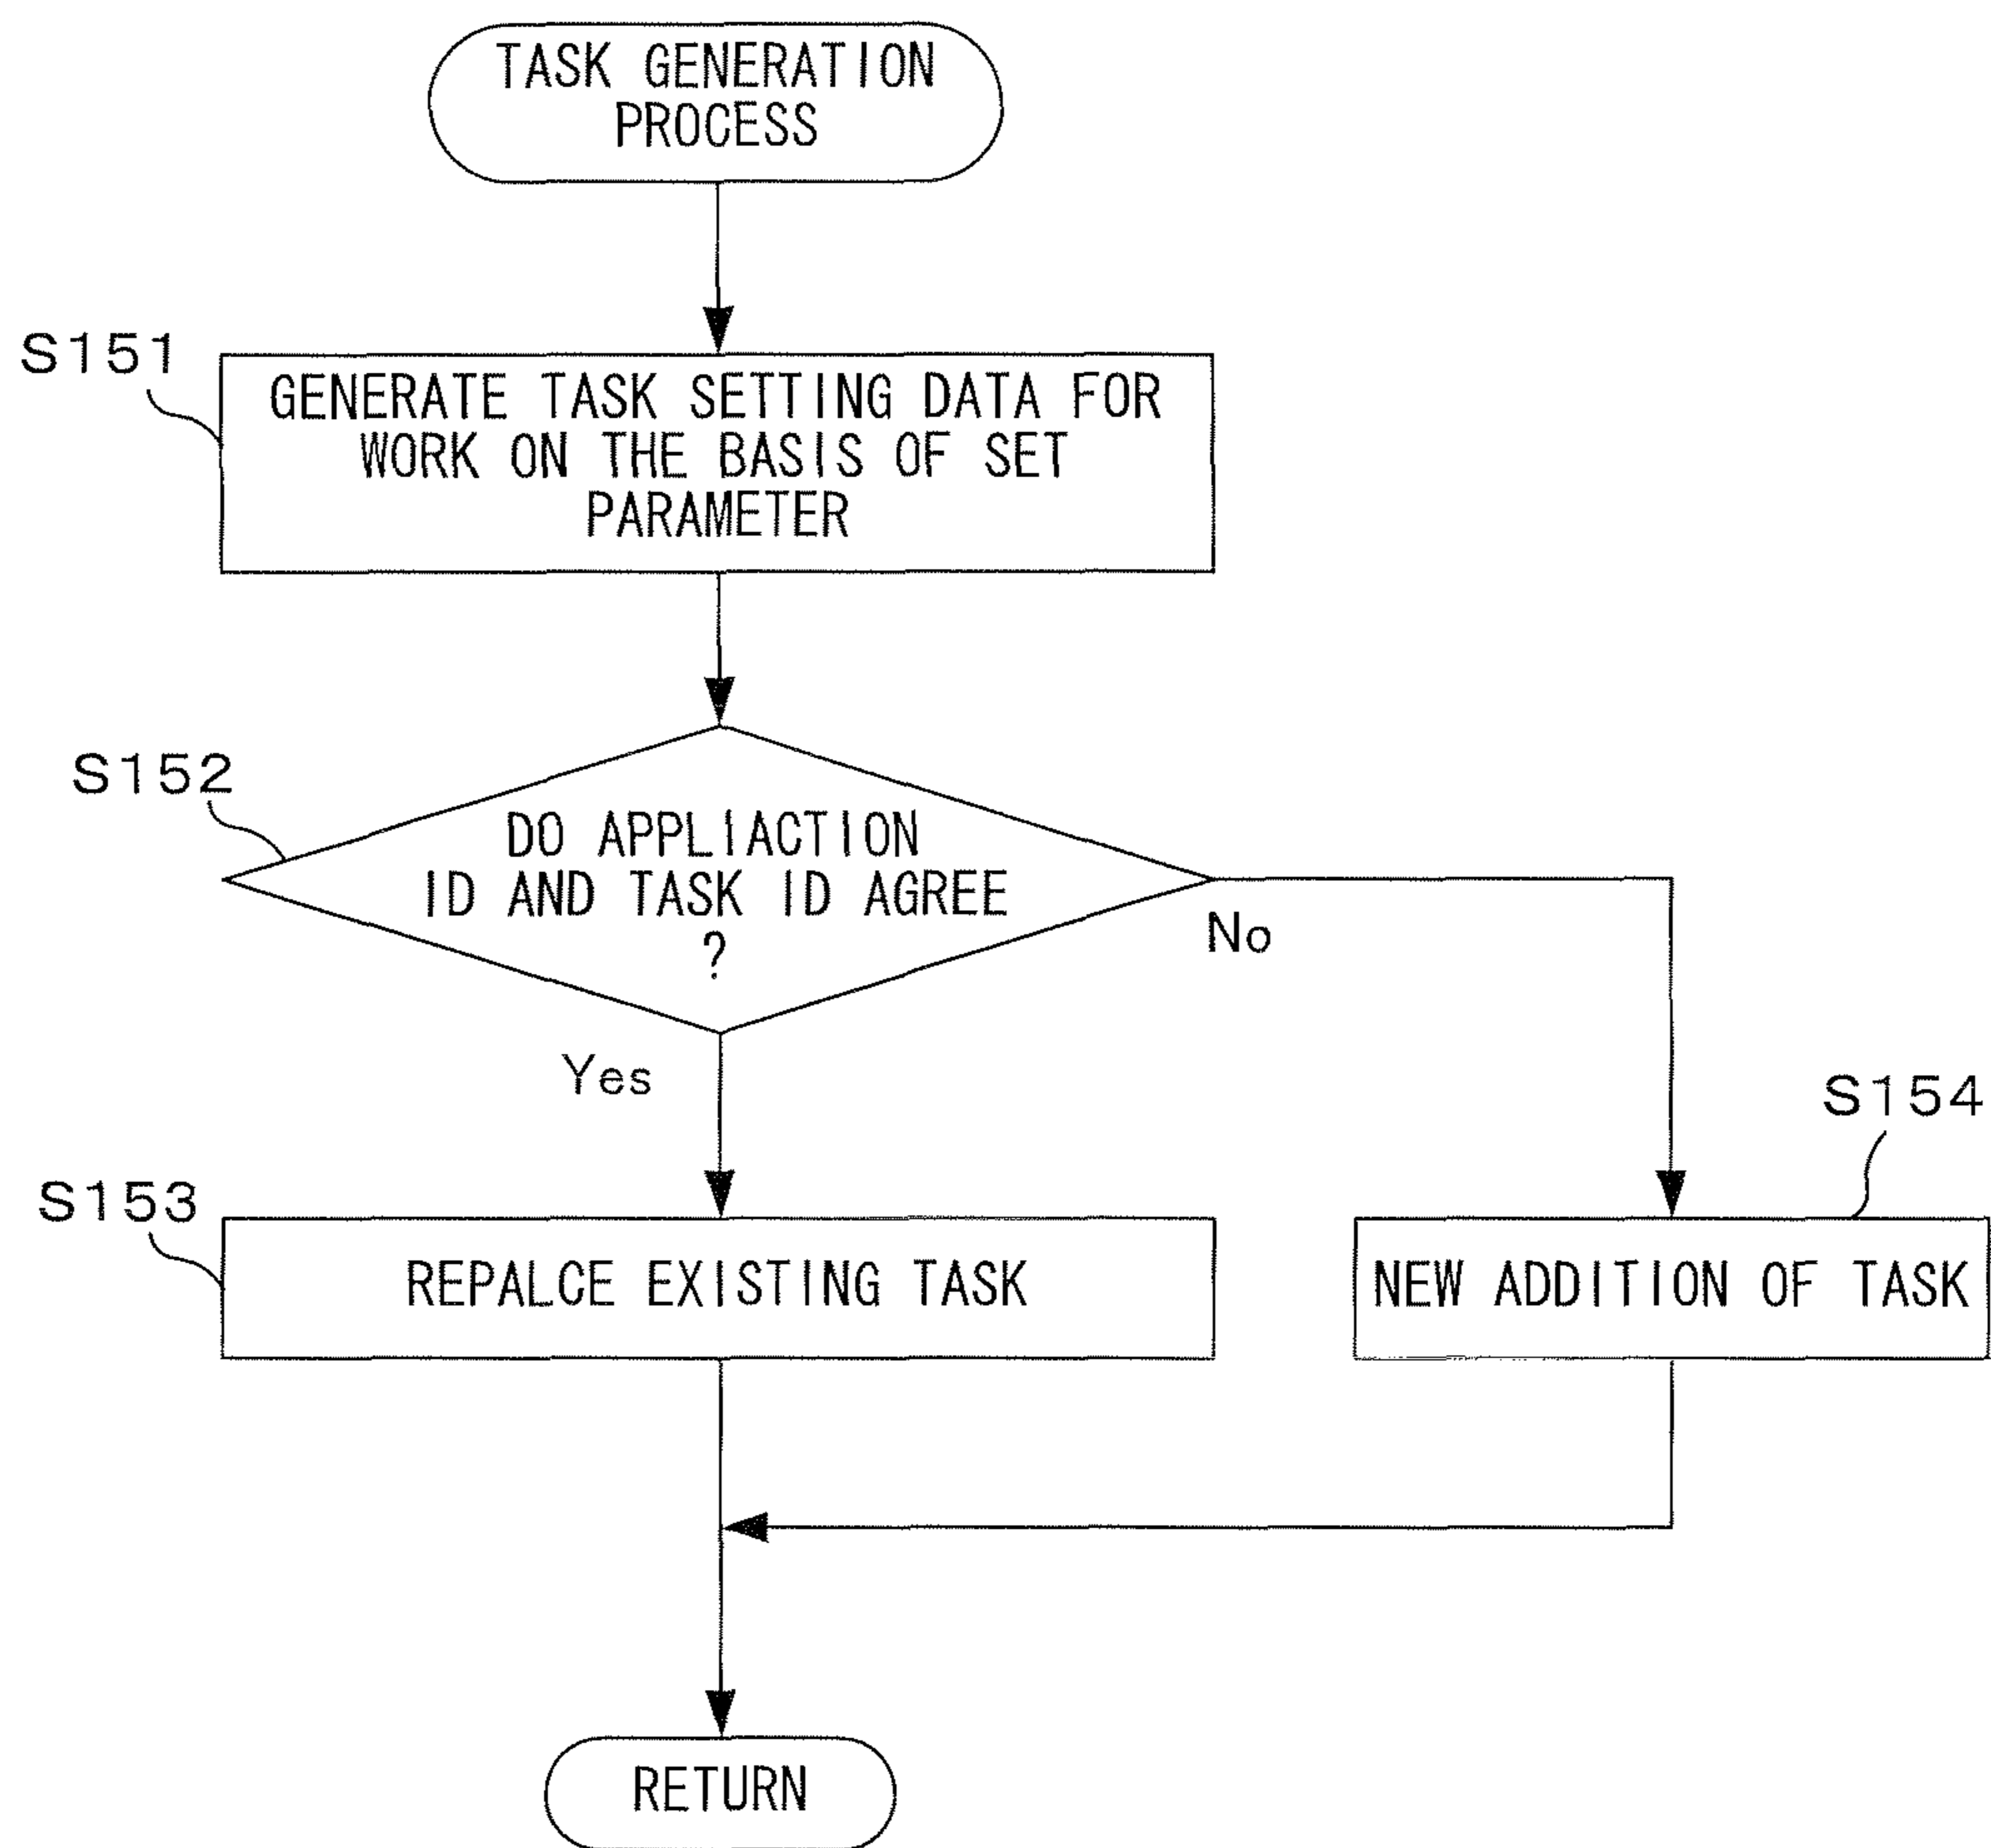 TASK GENERATION
PROCESS
S151
GENERATE TASK SETTING DATA FOR
WORK ON THE BASIS OF SET
PARAMETER
S152
DO APPLIACTION
ID AND TASK ID AGREE
?
No
Yes
S154
S153
REPALCE EXISTING TASK
NEW ADDITION OF TASK
RETURN